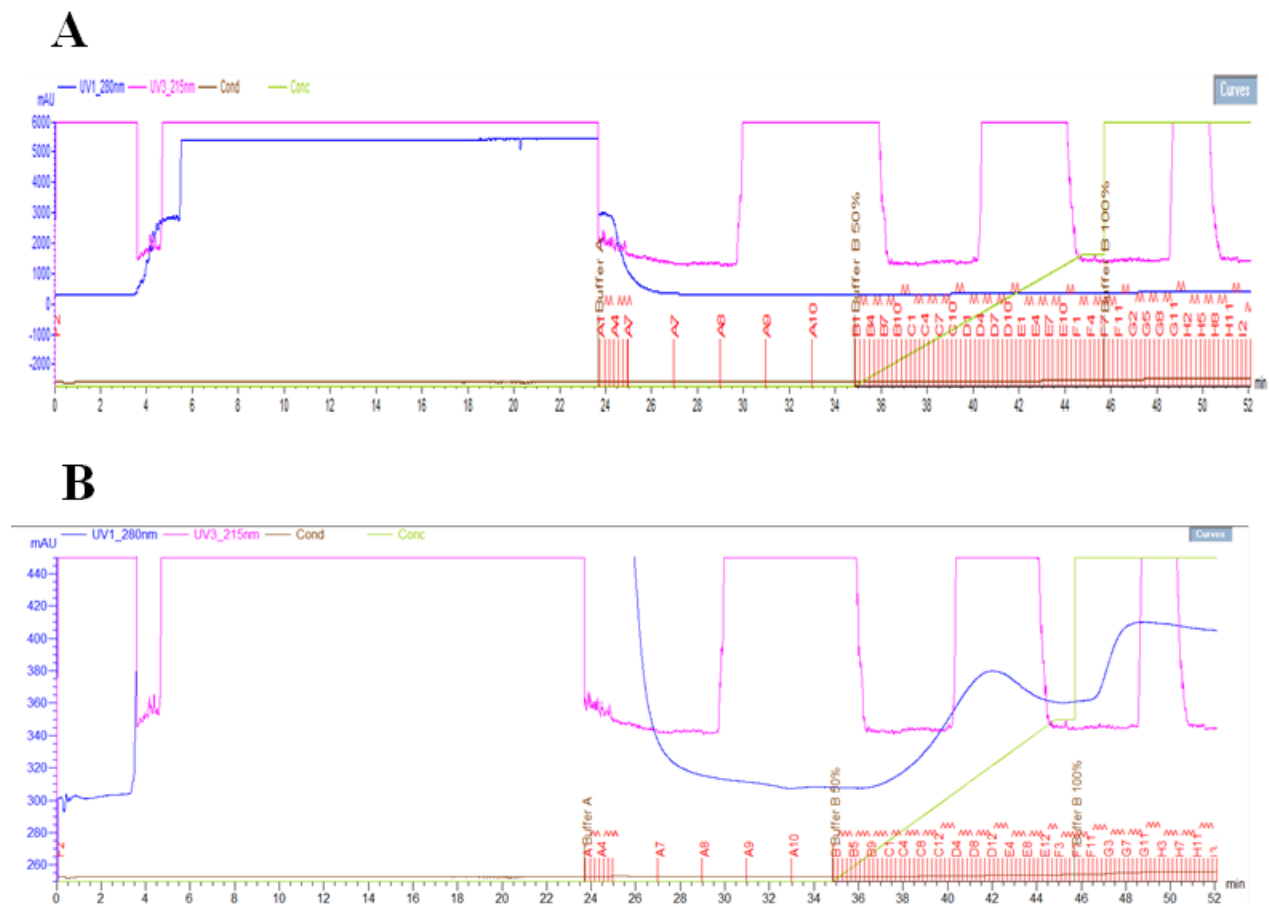 A
UV1_280nm UV3_215nm Cond Conc
Curves
mAU
6000
5000
4000
3000
2000
1000
0
-1000
-2000
Buffer A
Buffer B 50%
Buffer B 100%
A1 A4 A7 A7 A8 A9 A10 B1 B4 B7 B10 C1 C4 C7 C10 D1 D4 D7 D10 E1 E4 E7 E10 F1 F4 F7 F11 G2 G5 G8 G11 H2 H5 H8 H11 I2
0 2 4 6 8 10 12 14 16 18 20 22 24 26 28 30 32 34 36 38 40 42 44 46 48 50 52 min
B
UV1_280nm UV3_215nm Cond Conc
Curves
mAU
440
420
400
380
360
340
320
300
280
260
Buffer A
Buffer B 50%
Buffer B 100%
A1 A4 A7 A8 A9 A10 B1 B5 B9 C1 C4 C8 C12 D4 D8 D12 E4 E8 E12 F3 F11 G3 G7 G11 H3 H7 H11
0 2 4 6 8 10 12 14 16 18 20 22 24 26 28 30 32 34 36 38 40 42 44 46 48 50 52 min